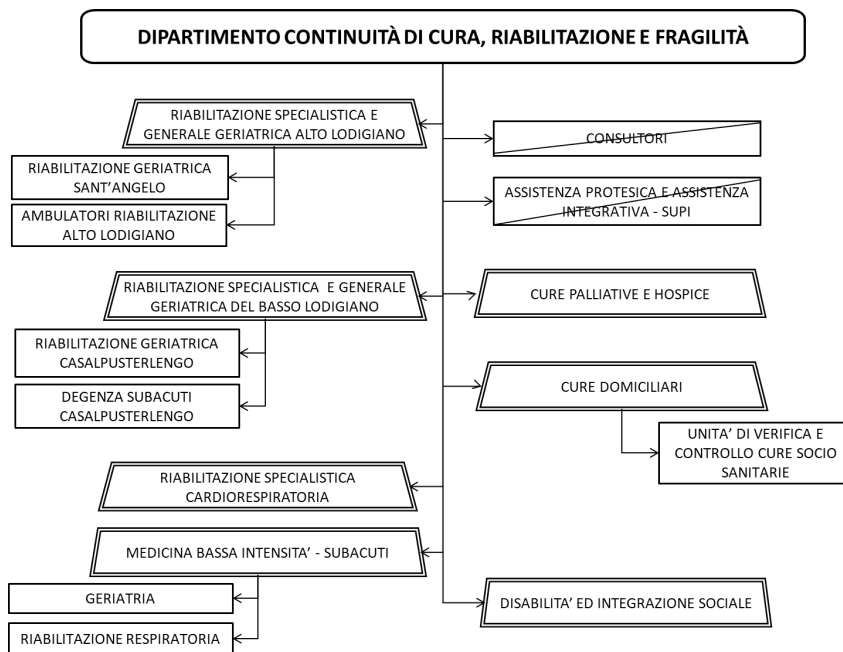 DIPARTIMENTO CONTINUITÀ DI CURA, RIABILITAZIONE E FRAGILITÀ
RIABILITAZIONE SPECIALISTICA E
GENERALE GERIATRICA ALTO LODIGIANO
RIABILITAZIONE GERIATRICA
SANT'ANGELO
AMBULATORI RIABILITAZIONE
ALTO LODIGIANO
RIABILITAZIONE SPECIALISTICA E GENERALE
GERIATRICA DEL BASSO LODIGIANO
RIABILITAZIONE GERIATRICA
CASALPUSTERLENGO
DEGENZA SUBACUTI
CASALPUSTERLENGO
RIABILITAZIONE SPECIALISTICA
CARDIORESPIRATORIA
MEDICINA BASSA INTENSITA' - SUBACUTI
GERIATRIA
RIABILITAZIONE RESPIRATORIA
CONSULTORI
ASSISTENZA PROTESICA E ASSISTENZA
INTEGRATIVA - SUPI
CURE PALLIATIVE E HOSPICE
CURE DOMICILIARI
UNITA' DI VERIFICA E
CONTROLLO CURE SOCIO
SANITARIE
DISABILITA' ED INTEGRAZIONE SOCIALE